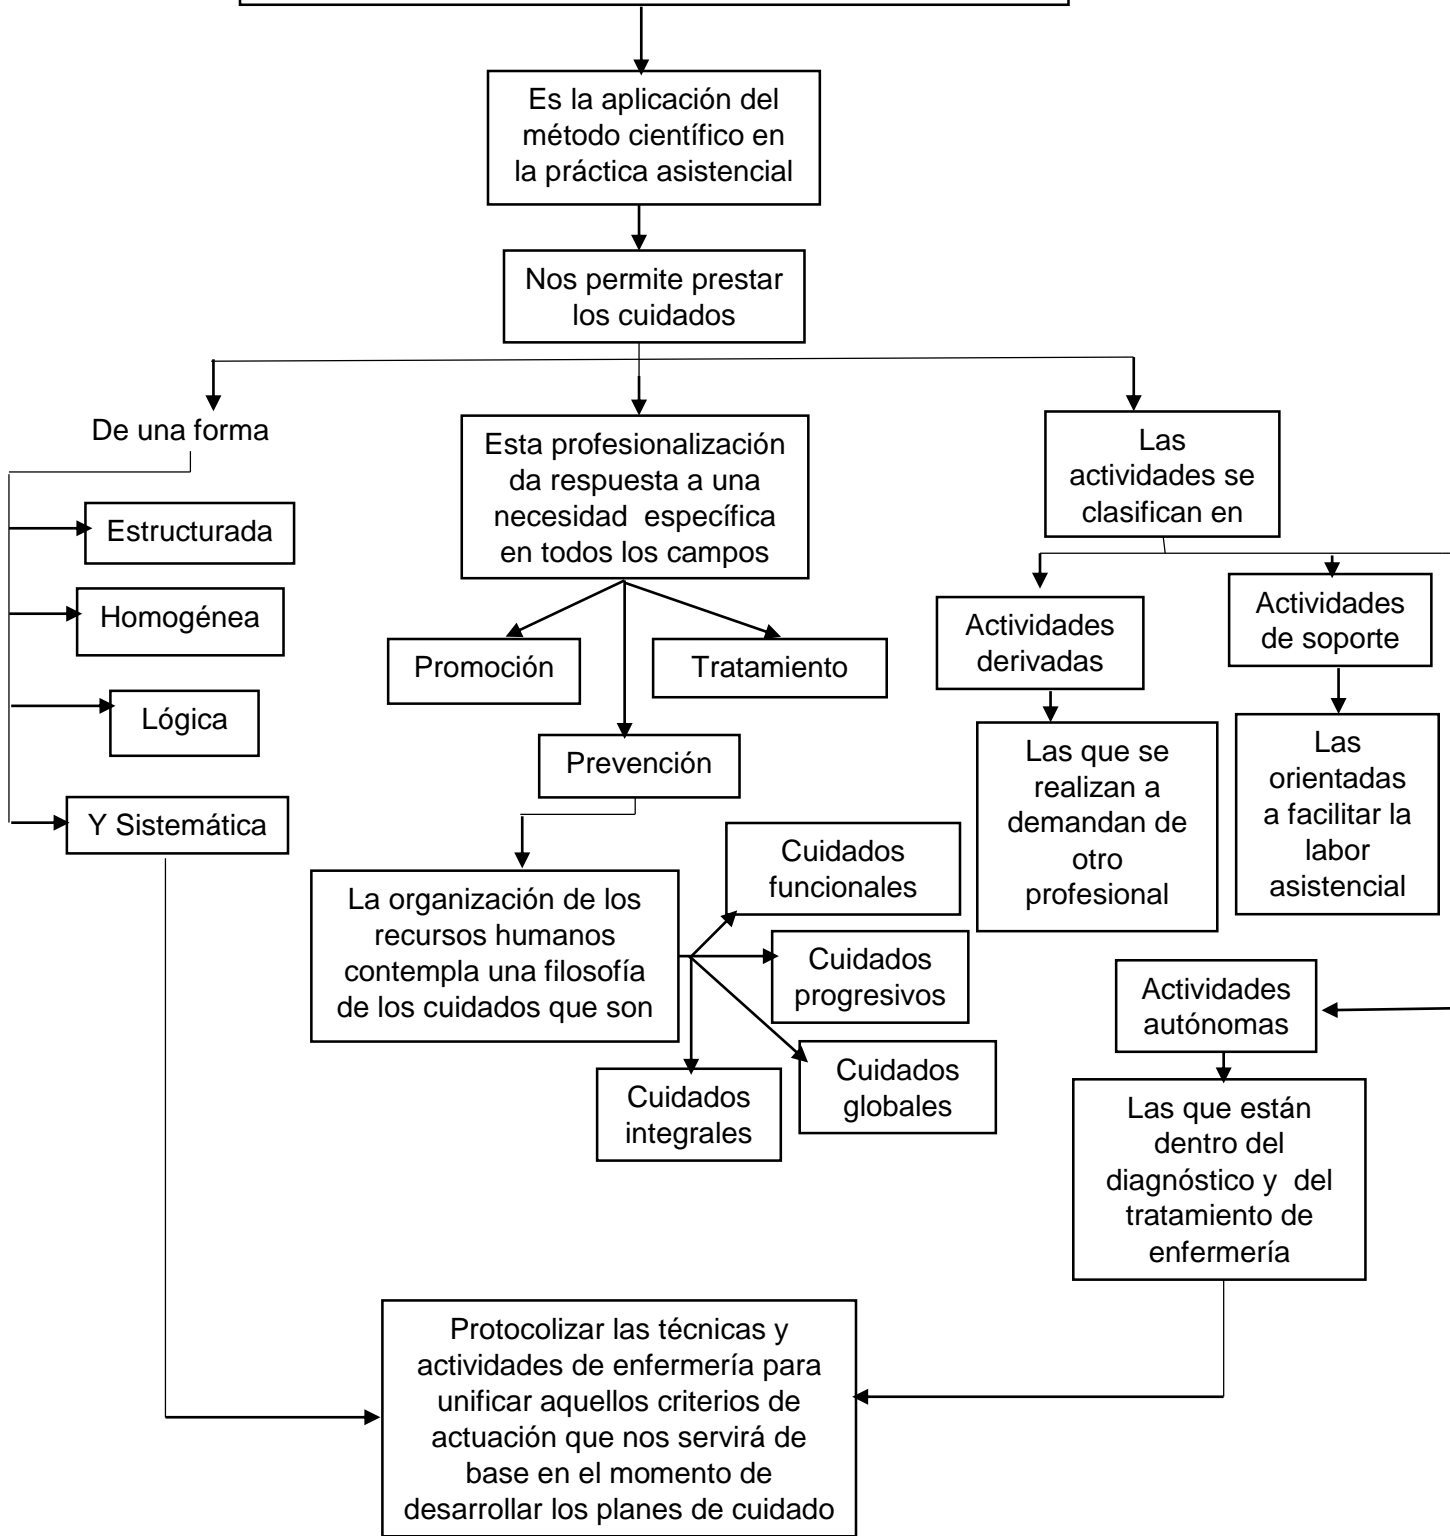 Es la aplicación del
método científico en
la práctica asistencial
Nos permite prestar
los cuidados
De una forma
Estructurada
Homogénea
Lógica
Y Sistemática
Esta profesionalización
da respuesta a una
necesidad específica
en todos los campos
Promoción
Tratamiento
Prevención
La organización de los
recursos humanos
contempla una filosofía
de los cuidados que son
Cuidados
funcionales
Cuidados
progresivos
Cuidados
globales
Cuidados
integrales
Las
actividades se
clasifican en
Actividades
derivadas
Las que se
realizan a
demandan de
otro
profesional
Actividades
de soporte
Las
orientadas
a facilitar la
labor
asistencial
Actividades
autónomas
Las que están
dentro del
diagnóstico y del
tratamiento de
enfermería
Protocolizar las técnicas y
actividades de enfermería para
unificar aquellos criterios de
actuación que nos servirá de
base en el momento de
desarrollar los planes de cuidado